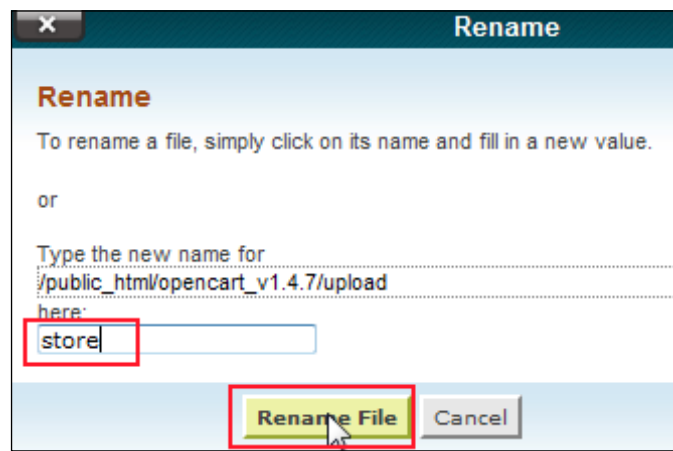 Rename
Rename
To rename a file, simply click on its name and fill in a new value.
or
Type the new name for
/public_html/opencart_v1.4.7/upload
here:
store
Rename File Cancel